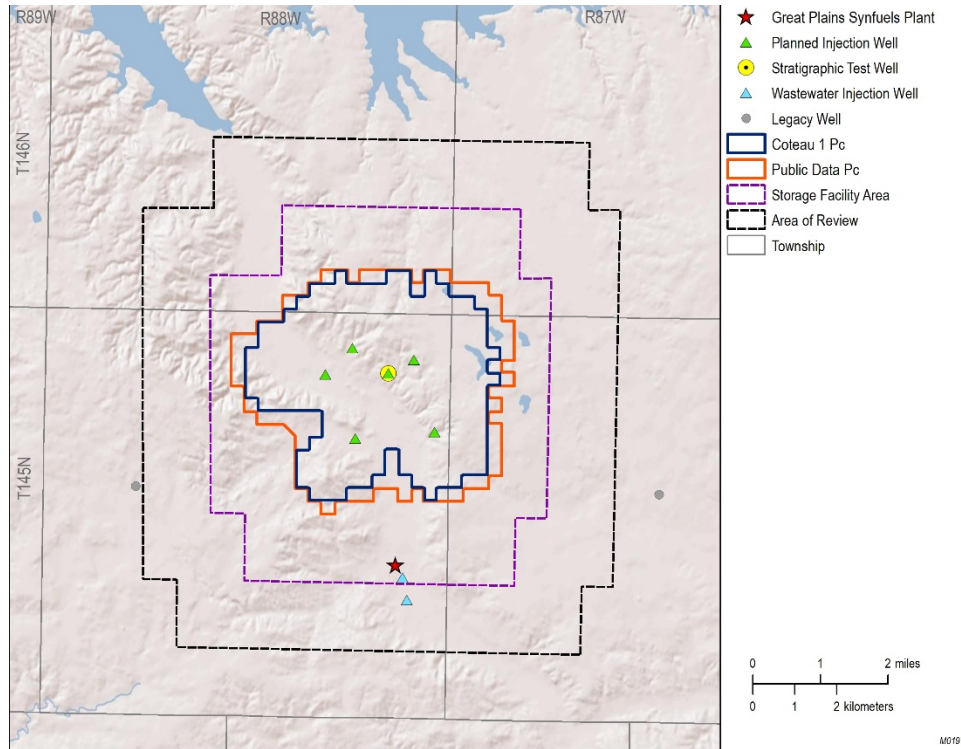 R89W
R88W
R87W
T146N
T145N
Great Plains Synfuels Plant
Planned Injection Well
Stratigraphic Test Well
Wastewater Injection Well
Legacy Well
Coteau 1 Pc
Public Data Pc
Storage Facility Area
Area of Review
Township
0 1 2 miles
0 1 2 kilometers
M019